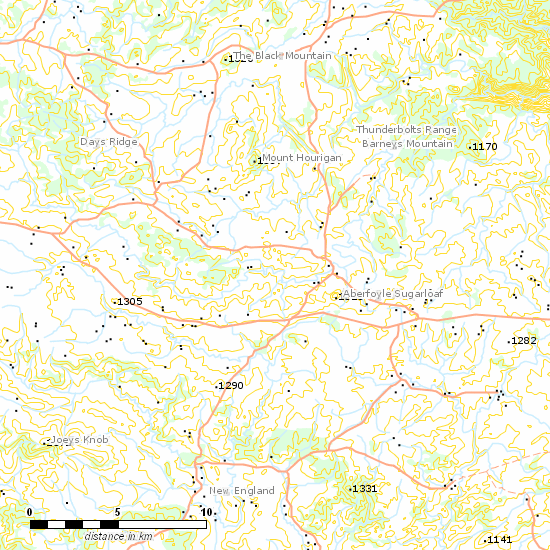 The Black Mountain
Thunderbolts Range
Days Ridge
Barneys Mountain
1170
Mount Hourigan
Aberfoyle Sugarloaf
1305
1282
1290
Joeys Knob
New England
1331
0
5
10
distance in km
1141